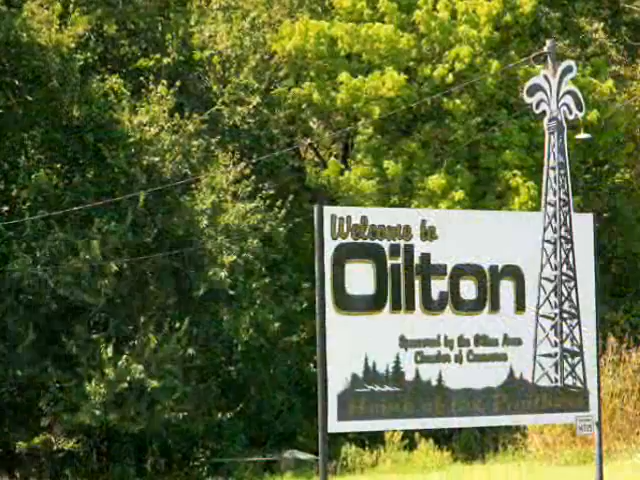 Welcome to
Oilton
Sponsored by the Oilton Area
Chamber of Commerce